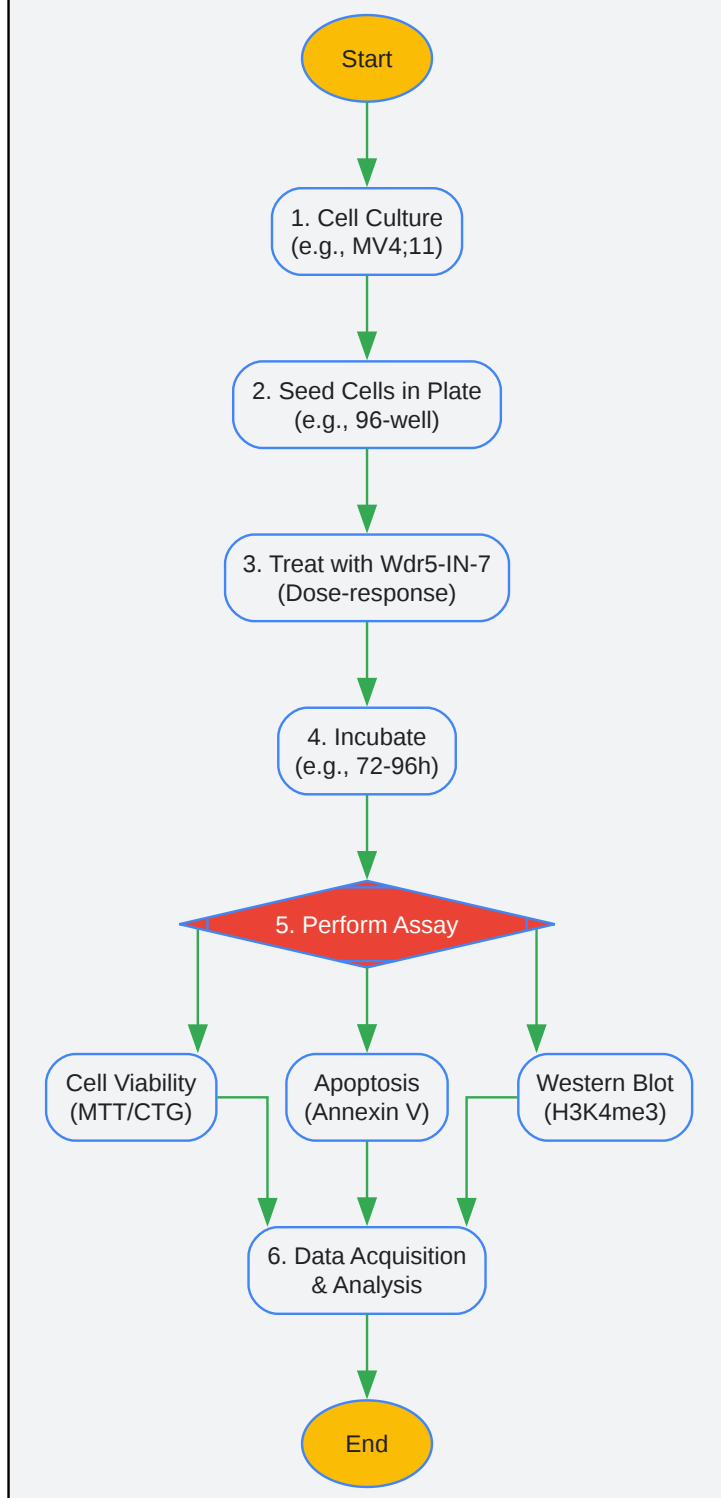 Start
1. Cell Culture
(e.g., MV4;11)
2. Seed Cells in Plate
(e.g., 96-well)
3. Treat with Wdr5-IN-7
(Dose-response)
4. Incubate
(e.g., 72-96h)
5. Perform Assay
Cell Viability
(MTT/CTG)
Apoptosis
(Annexin V)
Western Blot
(H3K4me3)
6. Data Acquisition
& Analysis
End